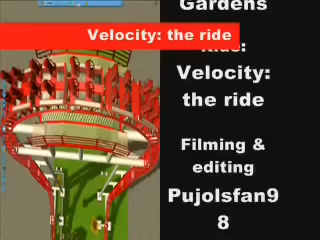 Gardens
Velocity: the ride
Ride:
Velocity:
the ride
Filming &
editing
Pujolsfan9
8